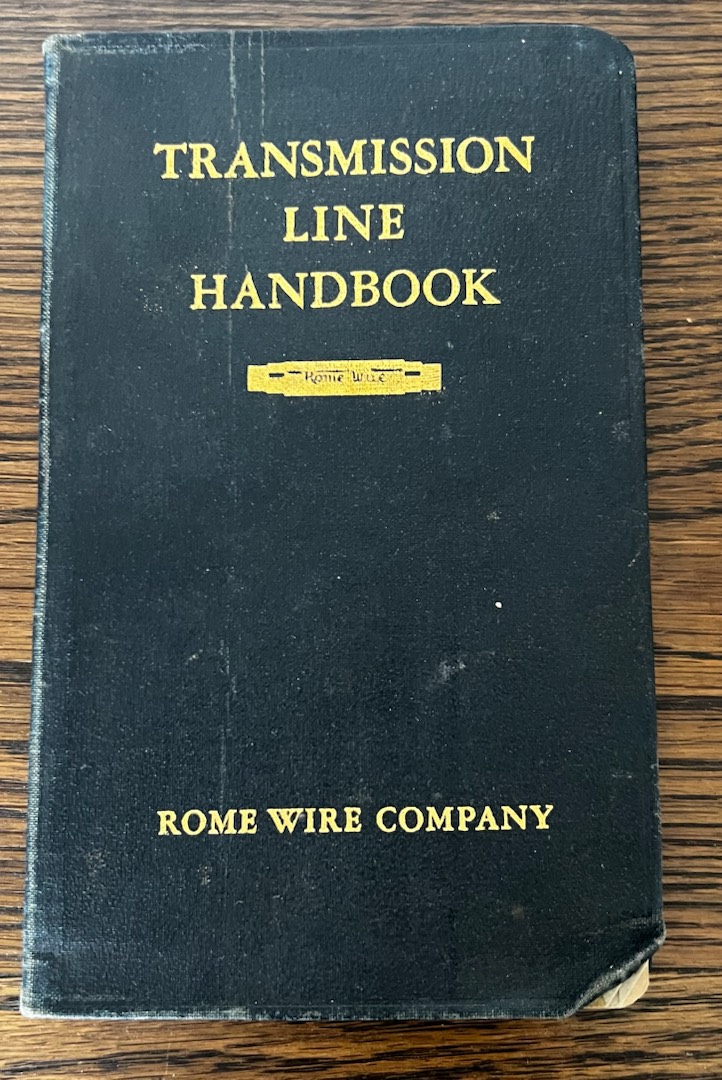 TRANSMISSION
LINE
HANDBOOK
Rome Wire
ROME WIRE COMPANY